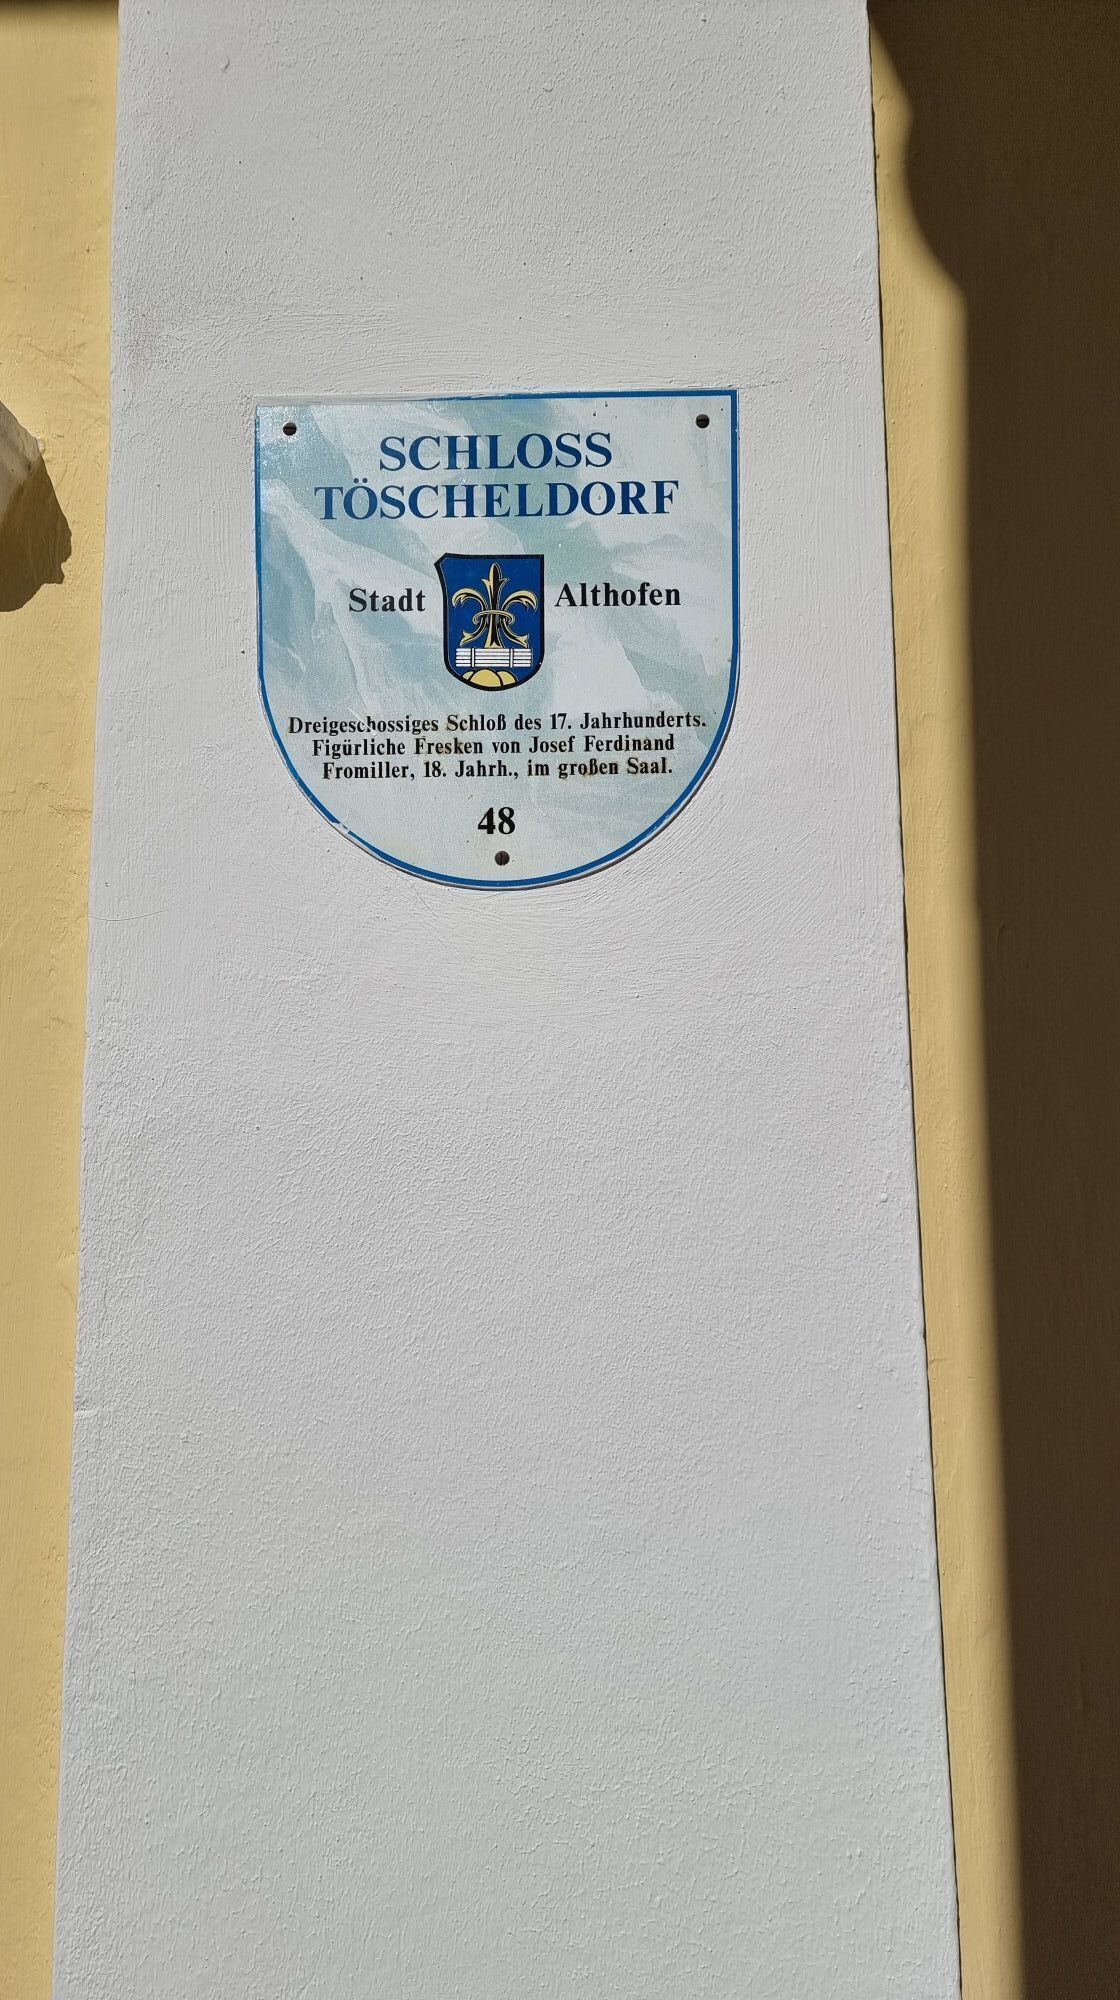 SCHLOSS
TÖSCHELDORF
Stadt Althofen
Dreigeschossiges Schloß des 17. Jahrhunderts.
Figürliche Fresken von Josef Ferdinand
Fromiller, 18. Jahrh., im großen Saal.
48